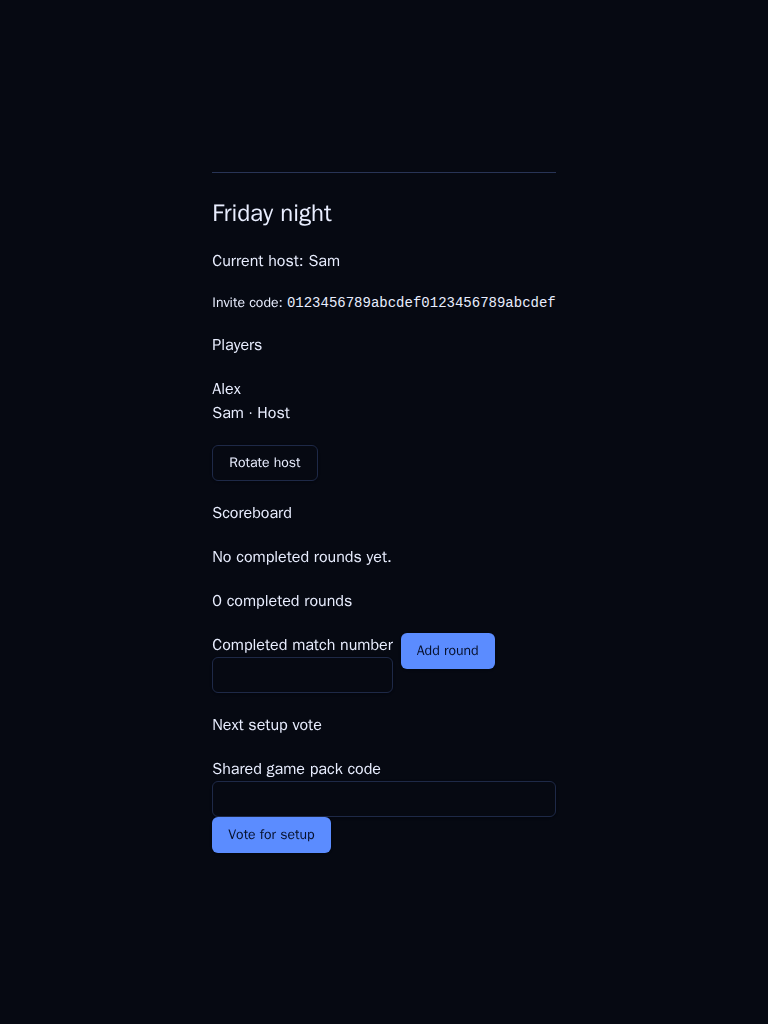 Friday night
Current host: Sam
Invite code: 0123456789abcdef0123456789abcdef
Players
Alex
Sam · Host
Rotate host
Scoreboard
No completed rounds yet.
0 completed rounds
Completed match number
Add round
Next setup vote
Shared game pack code
Vote for setup